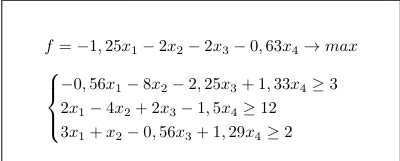 f = −1,25x₁ − 2x₂ − 2x₃ − 0,63x₄ → max
−0,56x₁ − 8x₂ − 2,25x₃ + 1,33x₄ ≥ 3
2x₁ − 4x₂ + 2x₃ − 1,5x₄ ≥ 12
3x₁ + x₂ − 0,56x₃ + 1,29x₄ ≥ 2